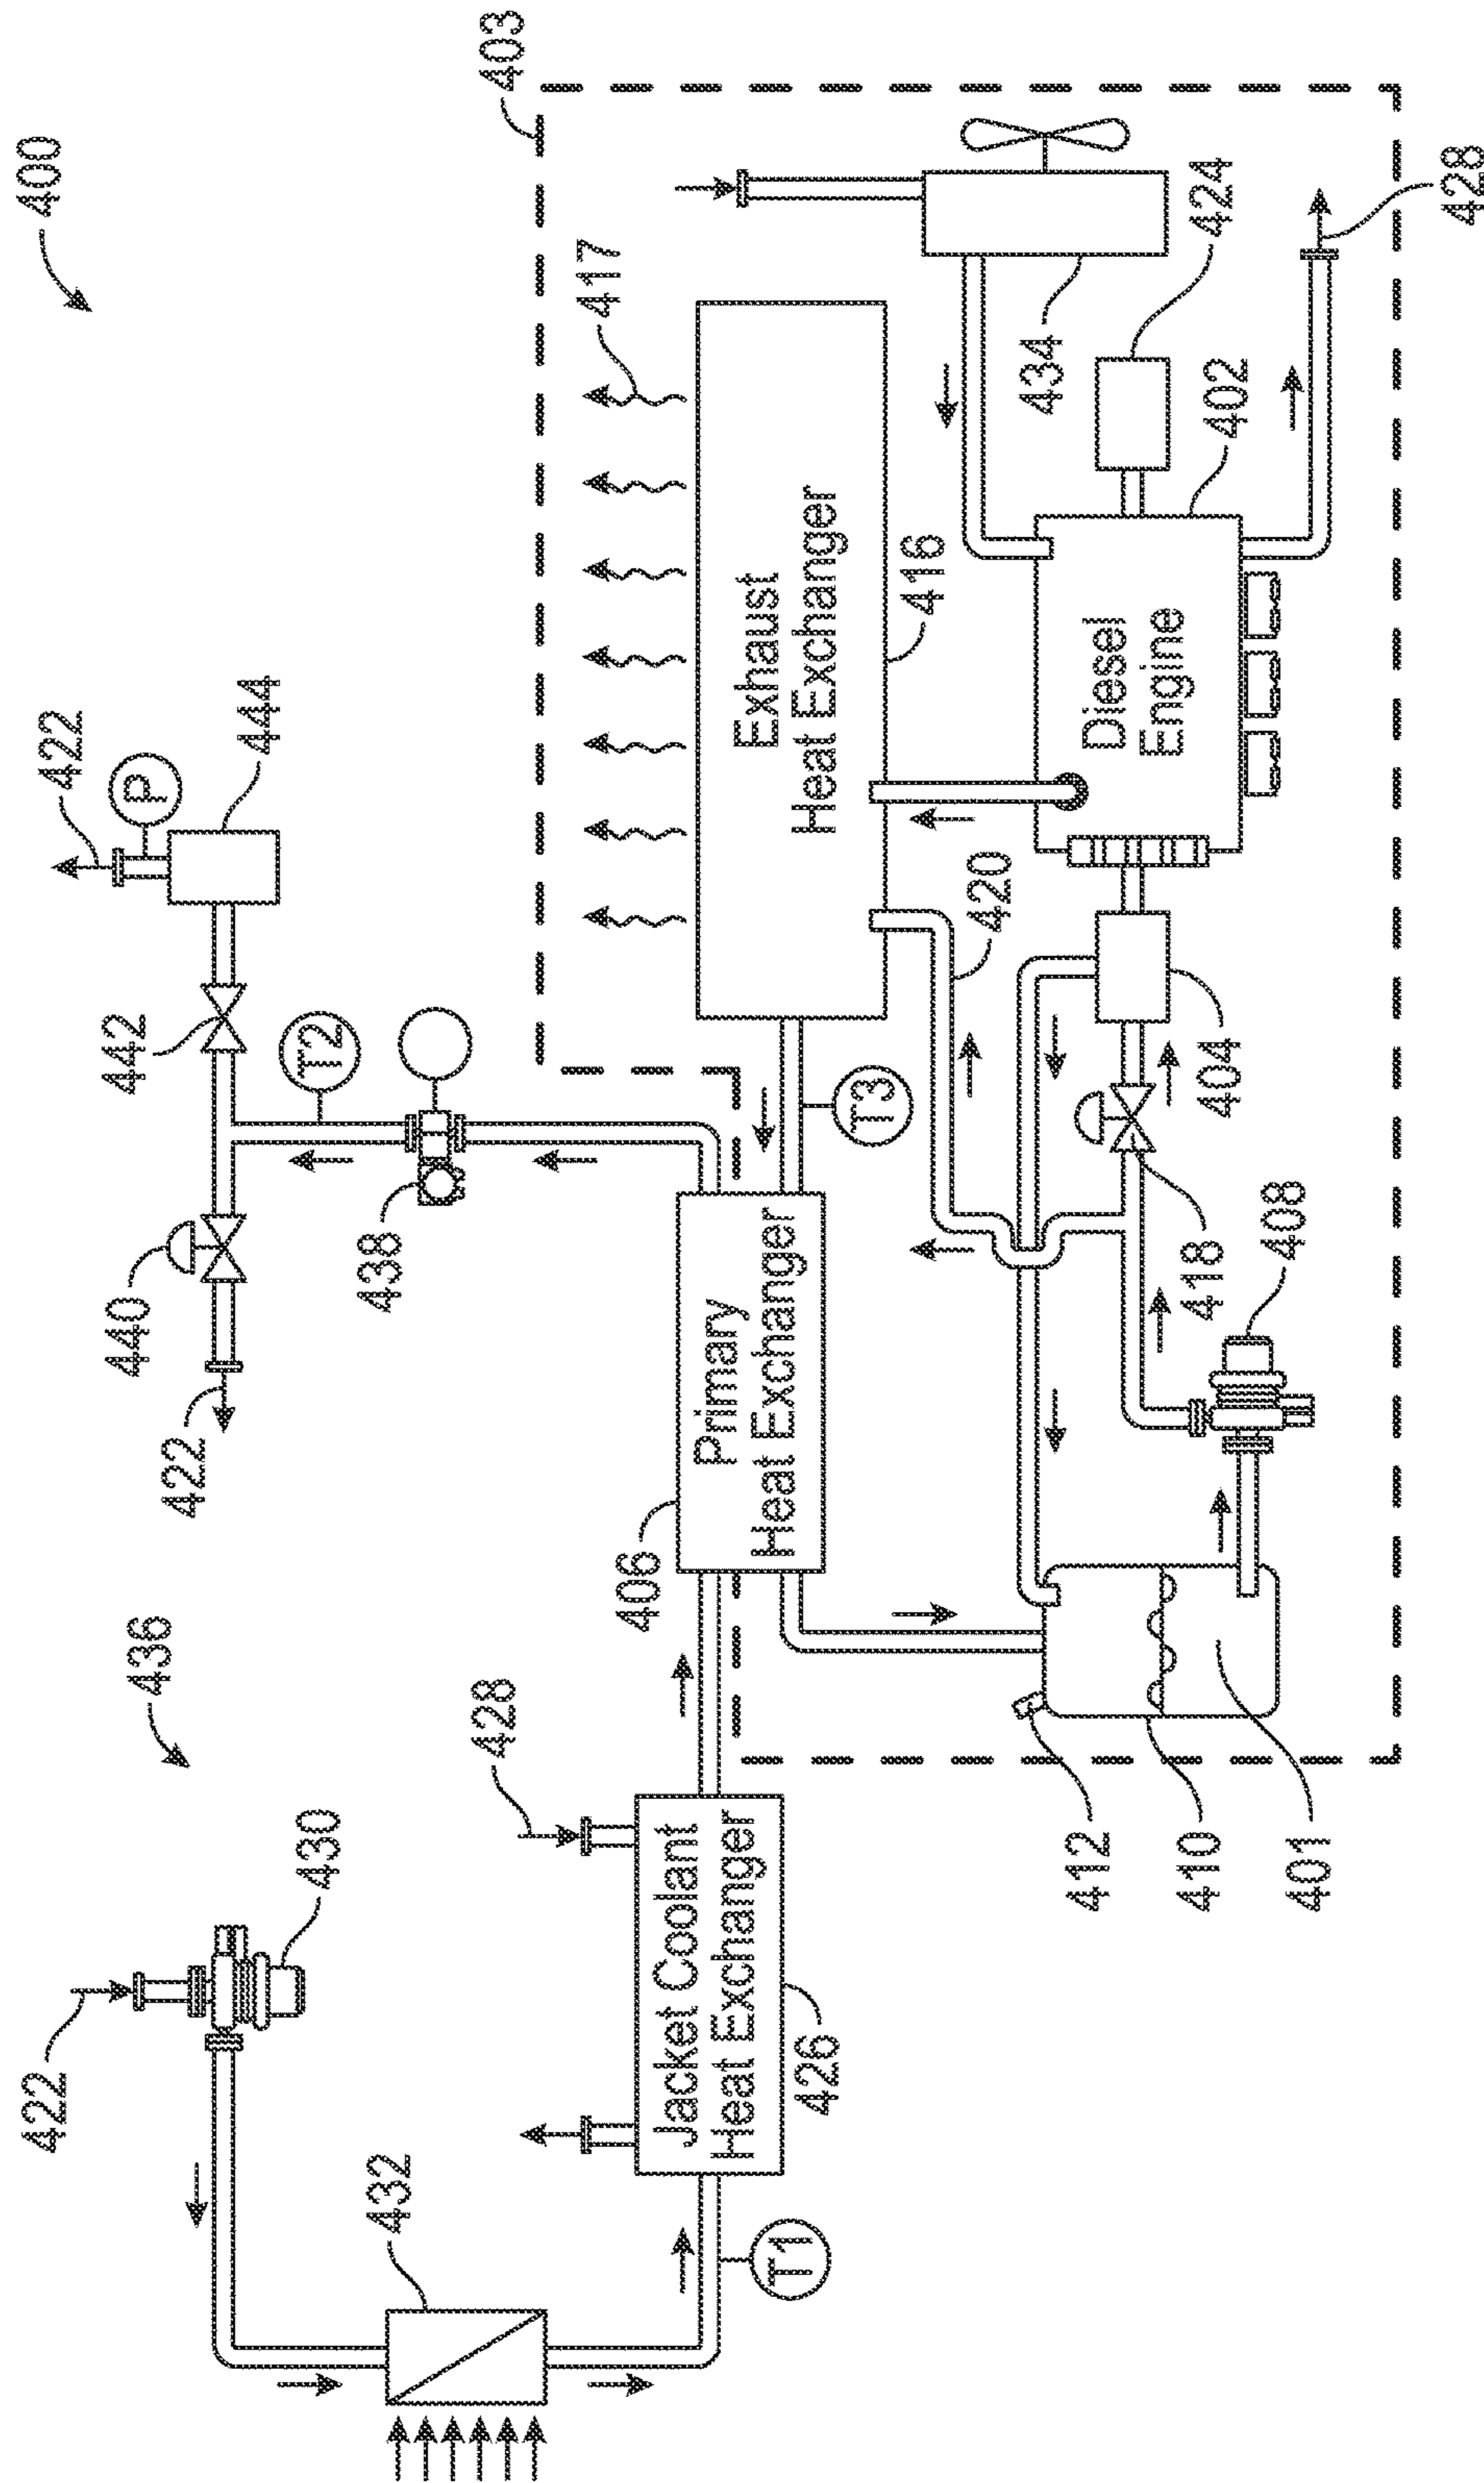 400
436
422
430
432
T1
428
Jacket Coolant
Heat Exchanger
426
422
440
442
422
P
444
T2
438
406
Primary
Heat Exchanger
T3
403
417
Exhaust
Heat Exchanger
416
420
434
424
402
Diesel
Engine
404
418
408
412
410
401
428